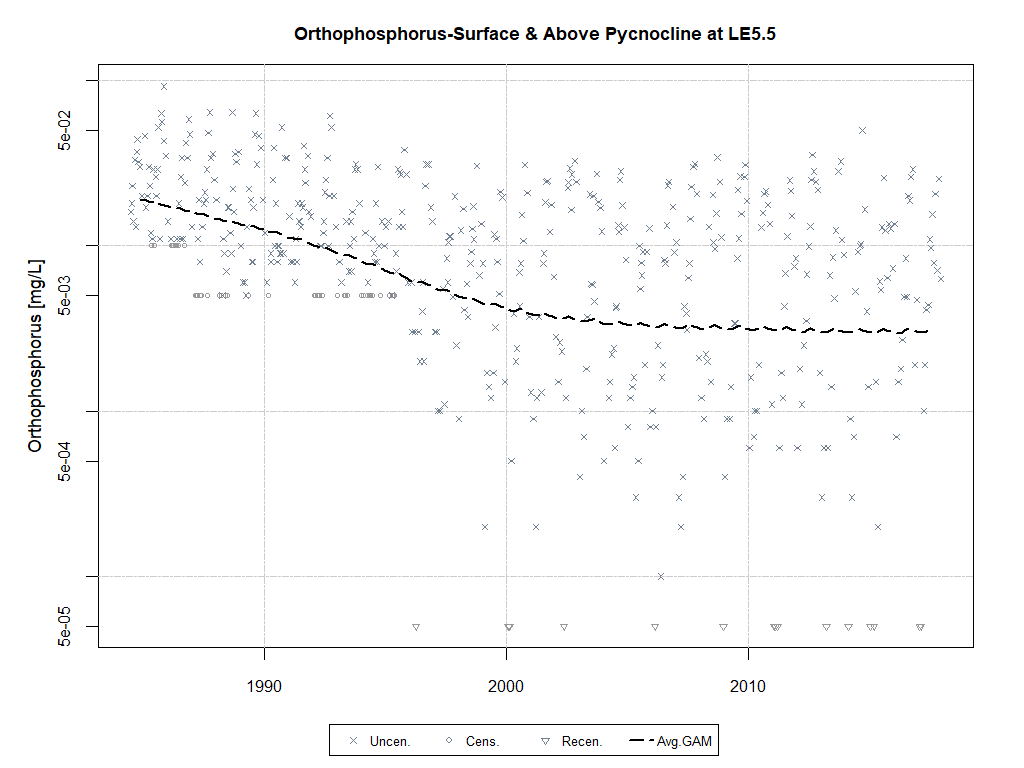 Orthophosphorus-Surface & Above Pycnocline at LE5.5
Orthophosphorus [mg/L]
5e-02
5e-03
5e-04
5e-05
1990 2000 2010
Uncen. Cens. Recen. Avg.GAM